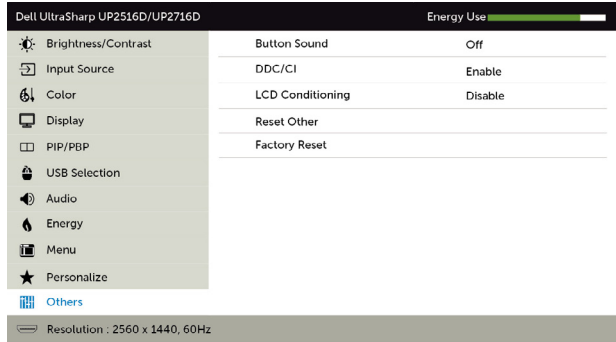 Dell UltraSharp UP2516D/UP2716D Energy Use
Brightness/Contrast
Input Source
Color
Display
PIP/PBP
USB Selection
Audio
Energy
Menu
Personalize
Others
Button Sound Off
DDC/CI Enable
LCD Conditioning Disable
Reset Other
Factory Reset
Resolution : 2560 x 1440, 60Hz